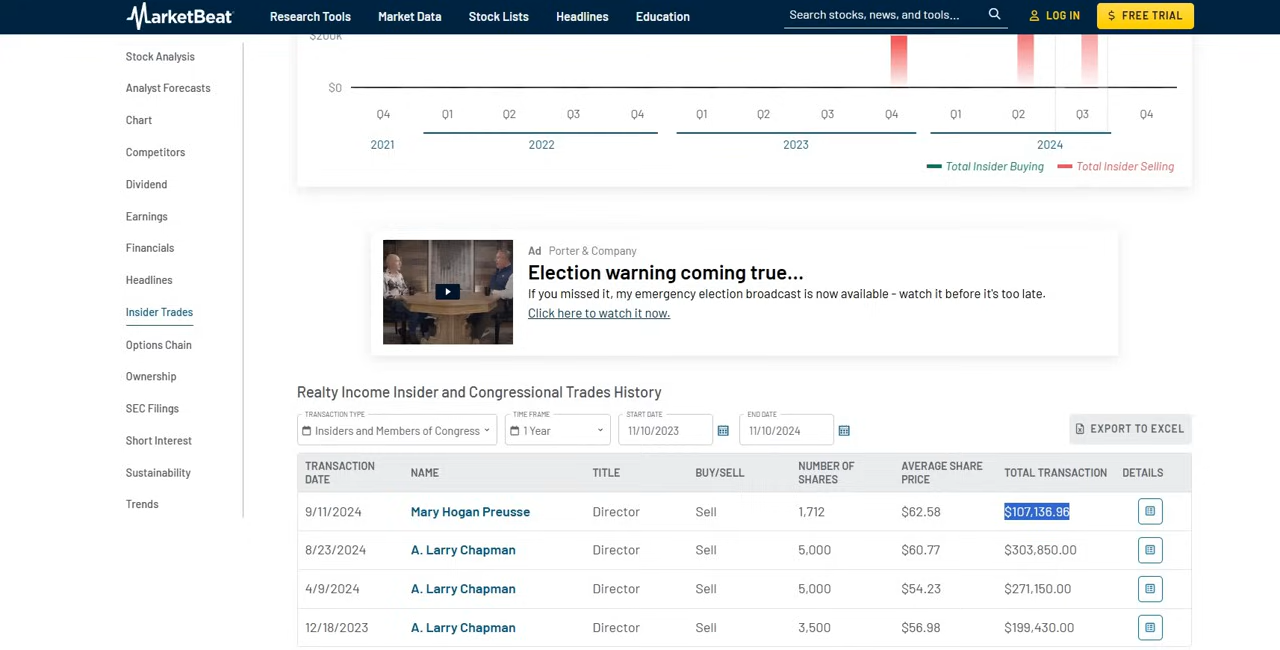 MarketBeat Research Tools Market Data Stock Lists Headlines Education Search stocks, news, and tools... LOG IN $ FREE TRIAL
Stock Analysis
Analyst Forecasts
Chart
Competitors
Dividend
Earnings
Financials
Headlines
Insider Trades
Options Chain
Ownership
SEC Filings
Short Interest
Sustainability
Trends
$200k
$0
Q4 Q1 Q2 Q3 Q4 Q1 Q2 Q3 Q4 Q1 Q2 Q3 Q4
2021 2022 2023 2024
Total Insider Buying Total Insider Selling
Ad Porter & Company
Election warning coming true...
If you missed it, my emergency election broadcast is now available - watch it before it's too late.
Click here to watch it now.
Realty Income Insider and Congressional Trades History
TRANSACTION TYPE TIME FRAME START DATE END DATE
Insiders and Members of Congress 1 Year 11/10/2023 11/10/2024 EXPORT TO EXCEL
TRANSACTION DATE NAME TITLE BUY/SELL NUMBER OF SHARES AVERAGE SHARE PRICE TOTAL TRANSACTION DETAILS
9/11/2024 Mary Hogan Preusse Director Sell 1,712 $62.58 $107,136.96
8/23/2024 A. Larry Chapman Director Sell 5,000 $60.77 $303,850.00
4/9/2024 A. Larry Chapman Director Sell 5,000 $54.23 $271,150.00
12/18/2023 A. Larry Chapman Director Sell 3,500 $56.98 $199,430.00